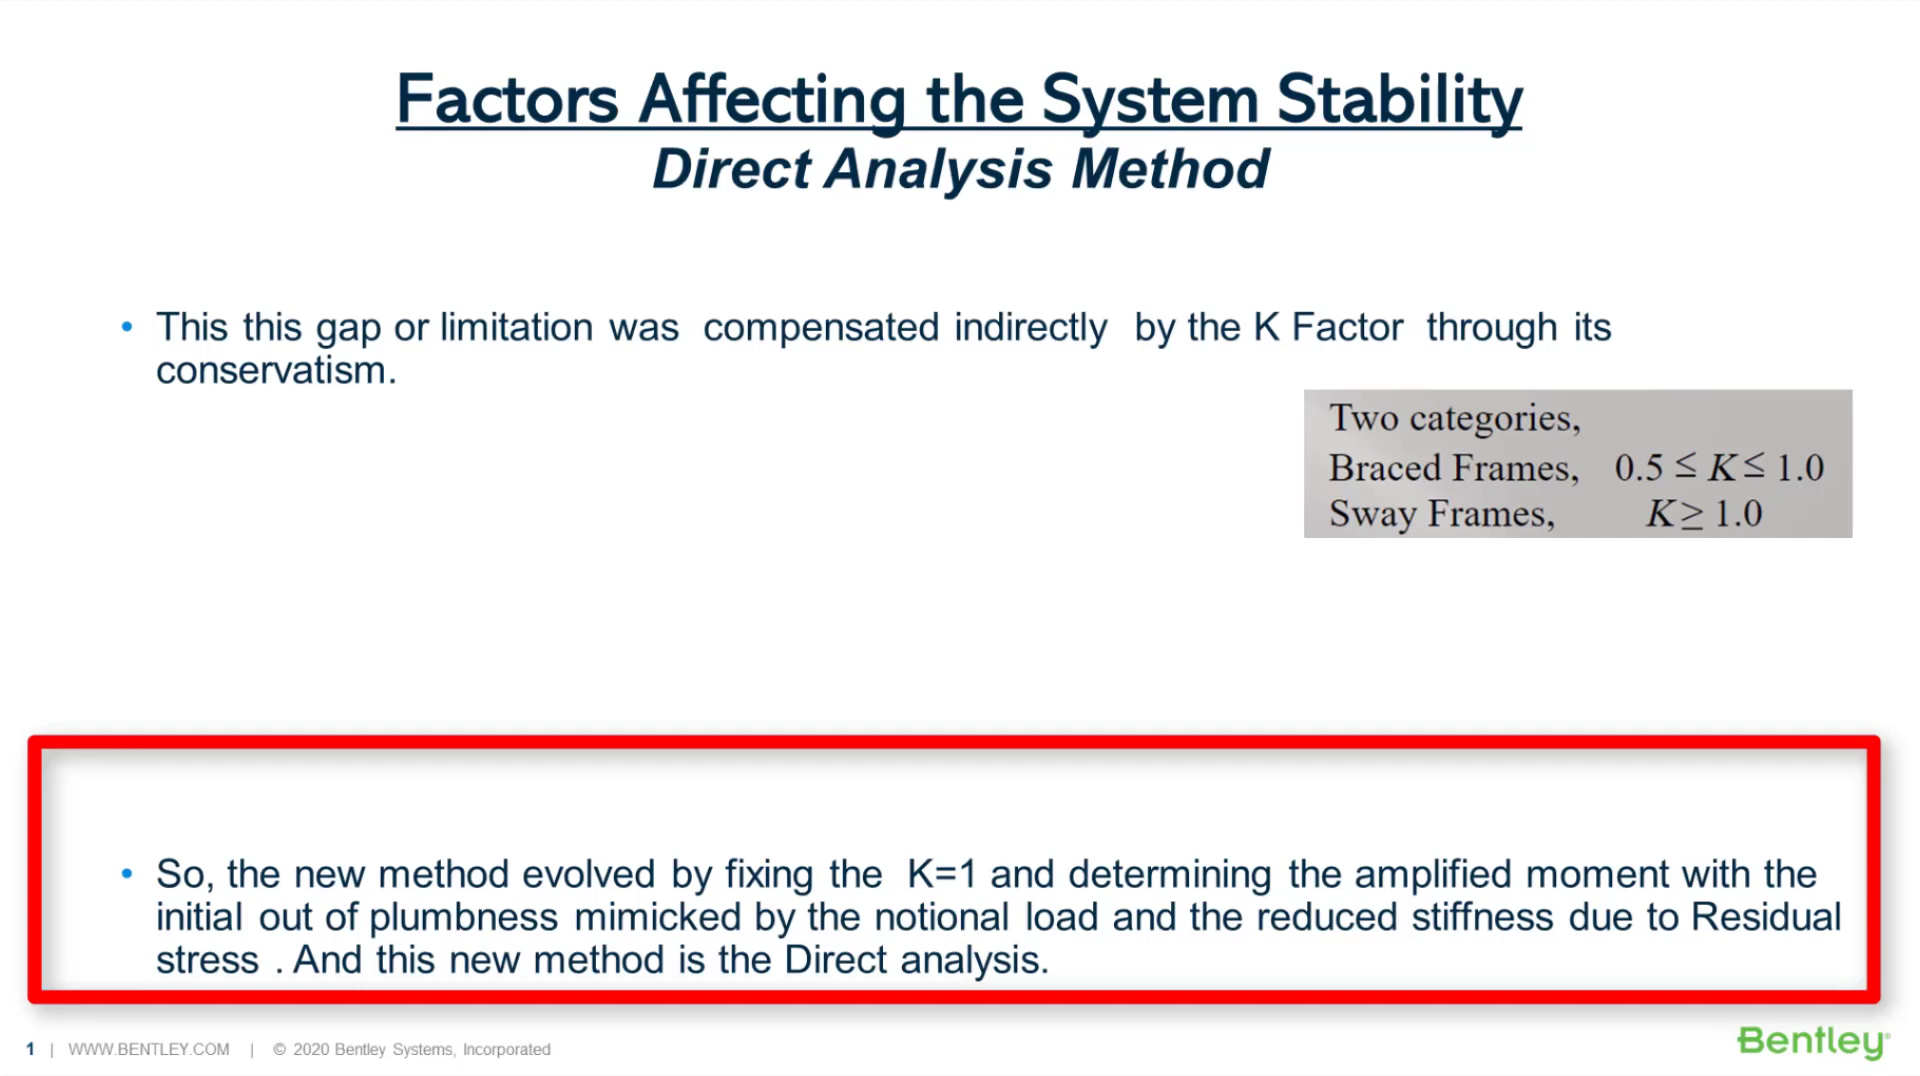 Factors Affecting the System Stability
Direct Analysis Method
• This this gap or limitation was compensated indirectly by the K Factor through its
conservatism.
Two categories,
Braced Frames, 0.5 ≤ K ≤ 1.0
Sway Frames, K ≥ 1.0
• So, the new method evolved by fixing the K=1 and determining the amplified moment with the
initial out of plumbness mimicked by the notional load and the reduced stiffness due to Residual
stress . And this new method is the Direct analysis.
1 | WWW.BENTLEY.COM | © 2020 Bentley Systems, Incorporated
Bentley®